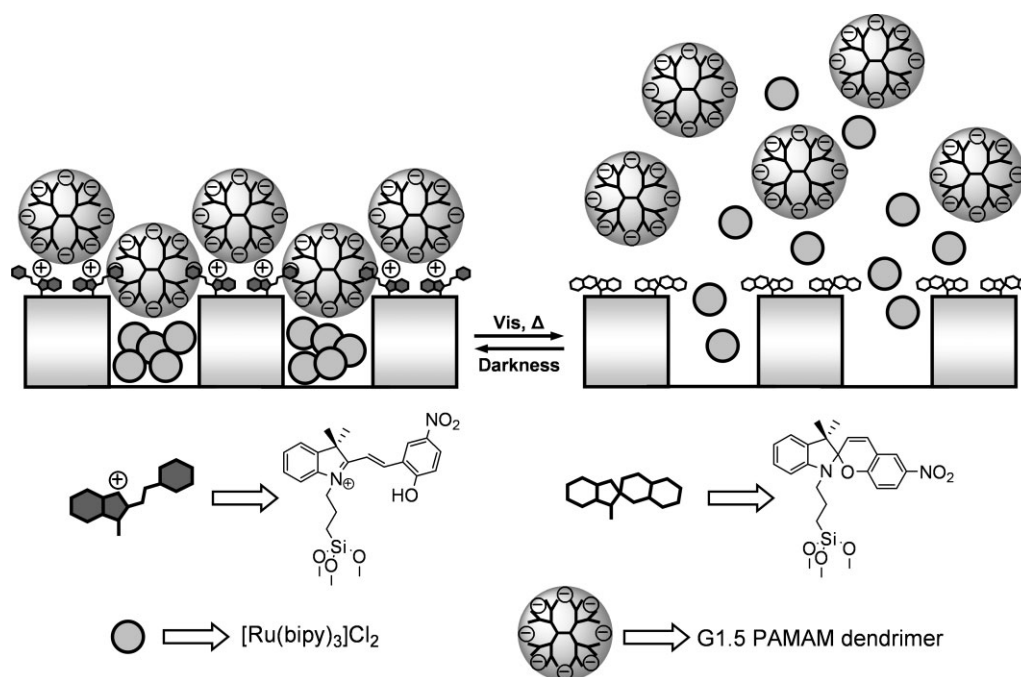 Vis, Δ
Darkness
NO₂
N⁺
HO
Si
O O O
NO₂
N O
Si
O O O
[Ru(bipy)₃]Cl₂
G1.5 PAMAM dendrimer